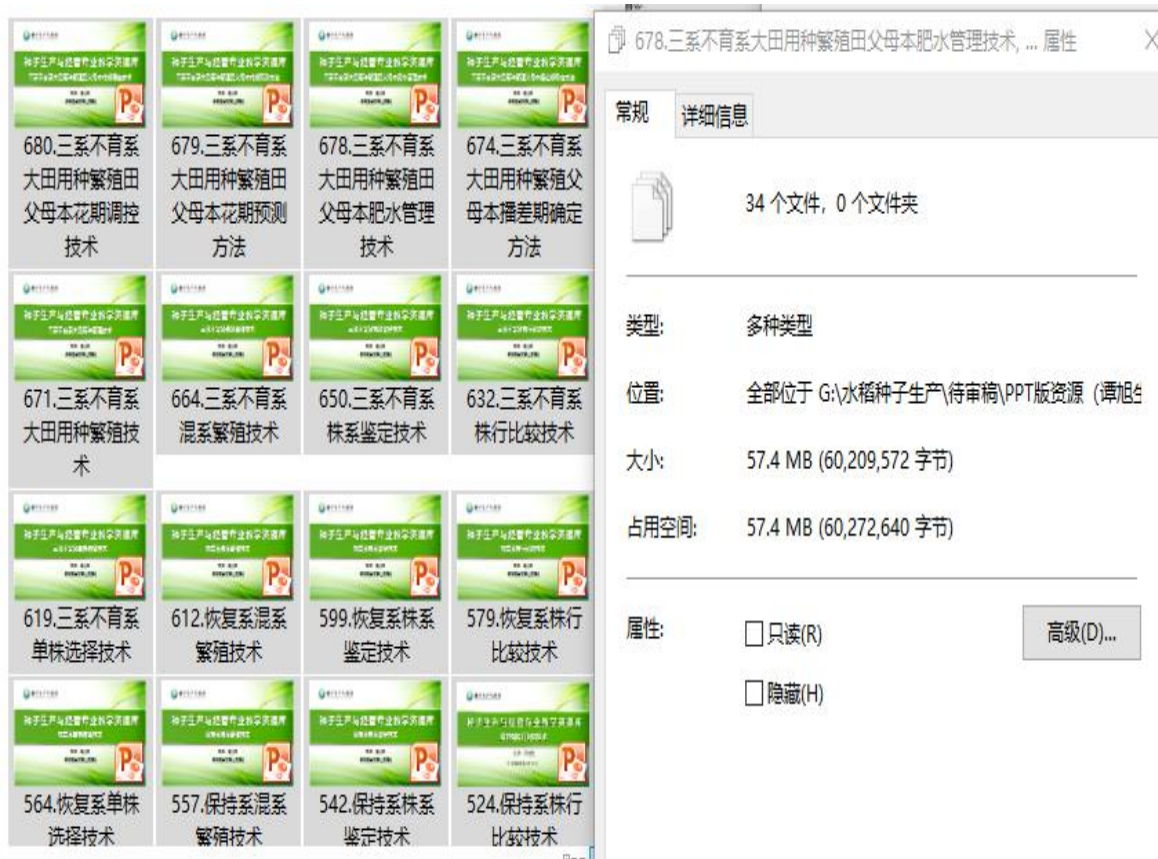 680.三系不育系
大田用种繁殖田
父母本花期调控
技术
679.三系不育系
大田用种繁殖田
父母本花期预测
方法
678.三系不育系
大田用种繁殖田
父母本肥水管理
技术
674.三系不育系
大田用种繁殖父
母本播差期确定
方法
671.三系不育系
大田用种繁殖技
术
664.三系不育系
混系繁殖技术
650.三系不育系
株系鉴定技术
632.三系不育系
株行比较技术
619.三系不育系
单株选择技术
612.恢复系混系
繁殖技术
599.恢复系株系
鉴定技术
579.恢复系株行
比较技术
564.恢复系单株
选择技术
557.保持系混系
繁殖技术
542.保持系株系
鉴定技术
524.保持系株行
比较技术
678.三系不育系大田用种繁殖田父母本肥水管理技术, ... 属性
常规
详细信息
34 个文件, 0 个文件夹
类型: 多种类型
位置: 全部位于 G:\水稻种子生产\待审稿\PPT版资源 (谭旭生
大小: 57.4 MB (60,209,572 字节)
占用空间: 57.4 MB (60,272,640 字节)
属性: 只读(R)
高级(D)...
隐藏(H)